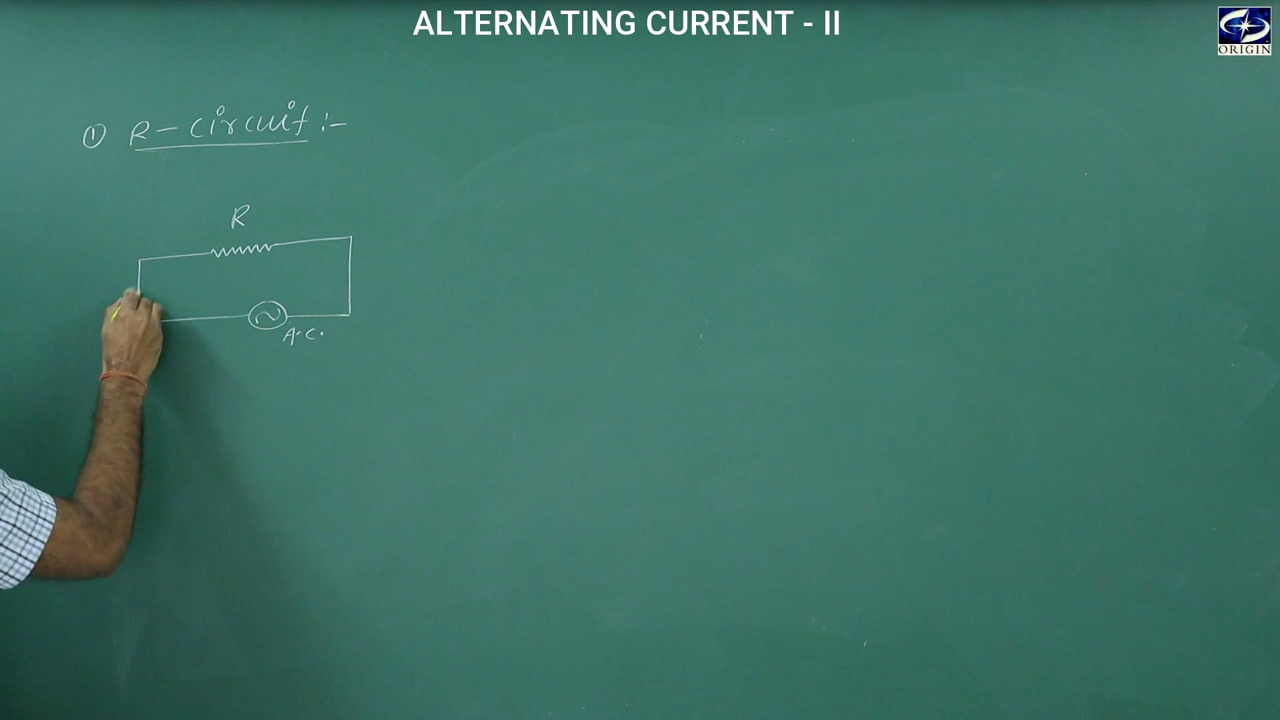 ALTERNATING CURRENT - II
ORIGIN
① R - Circuit :-
R
A.C.